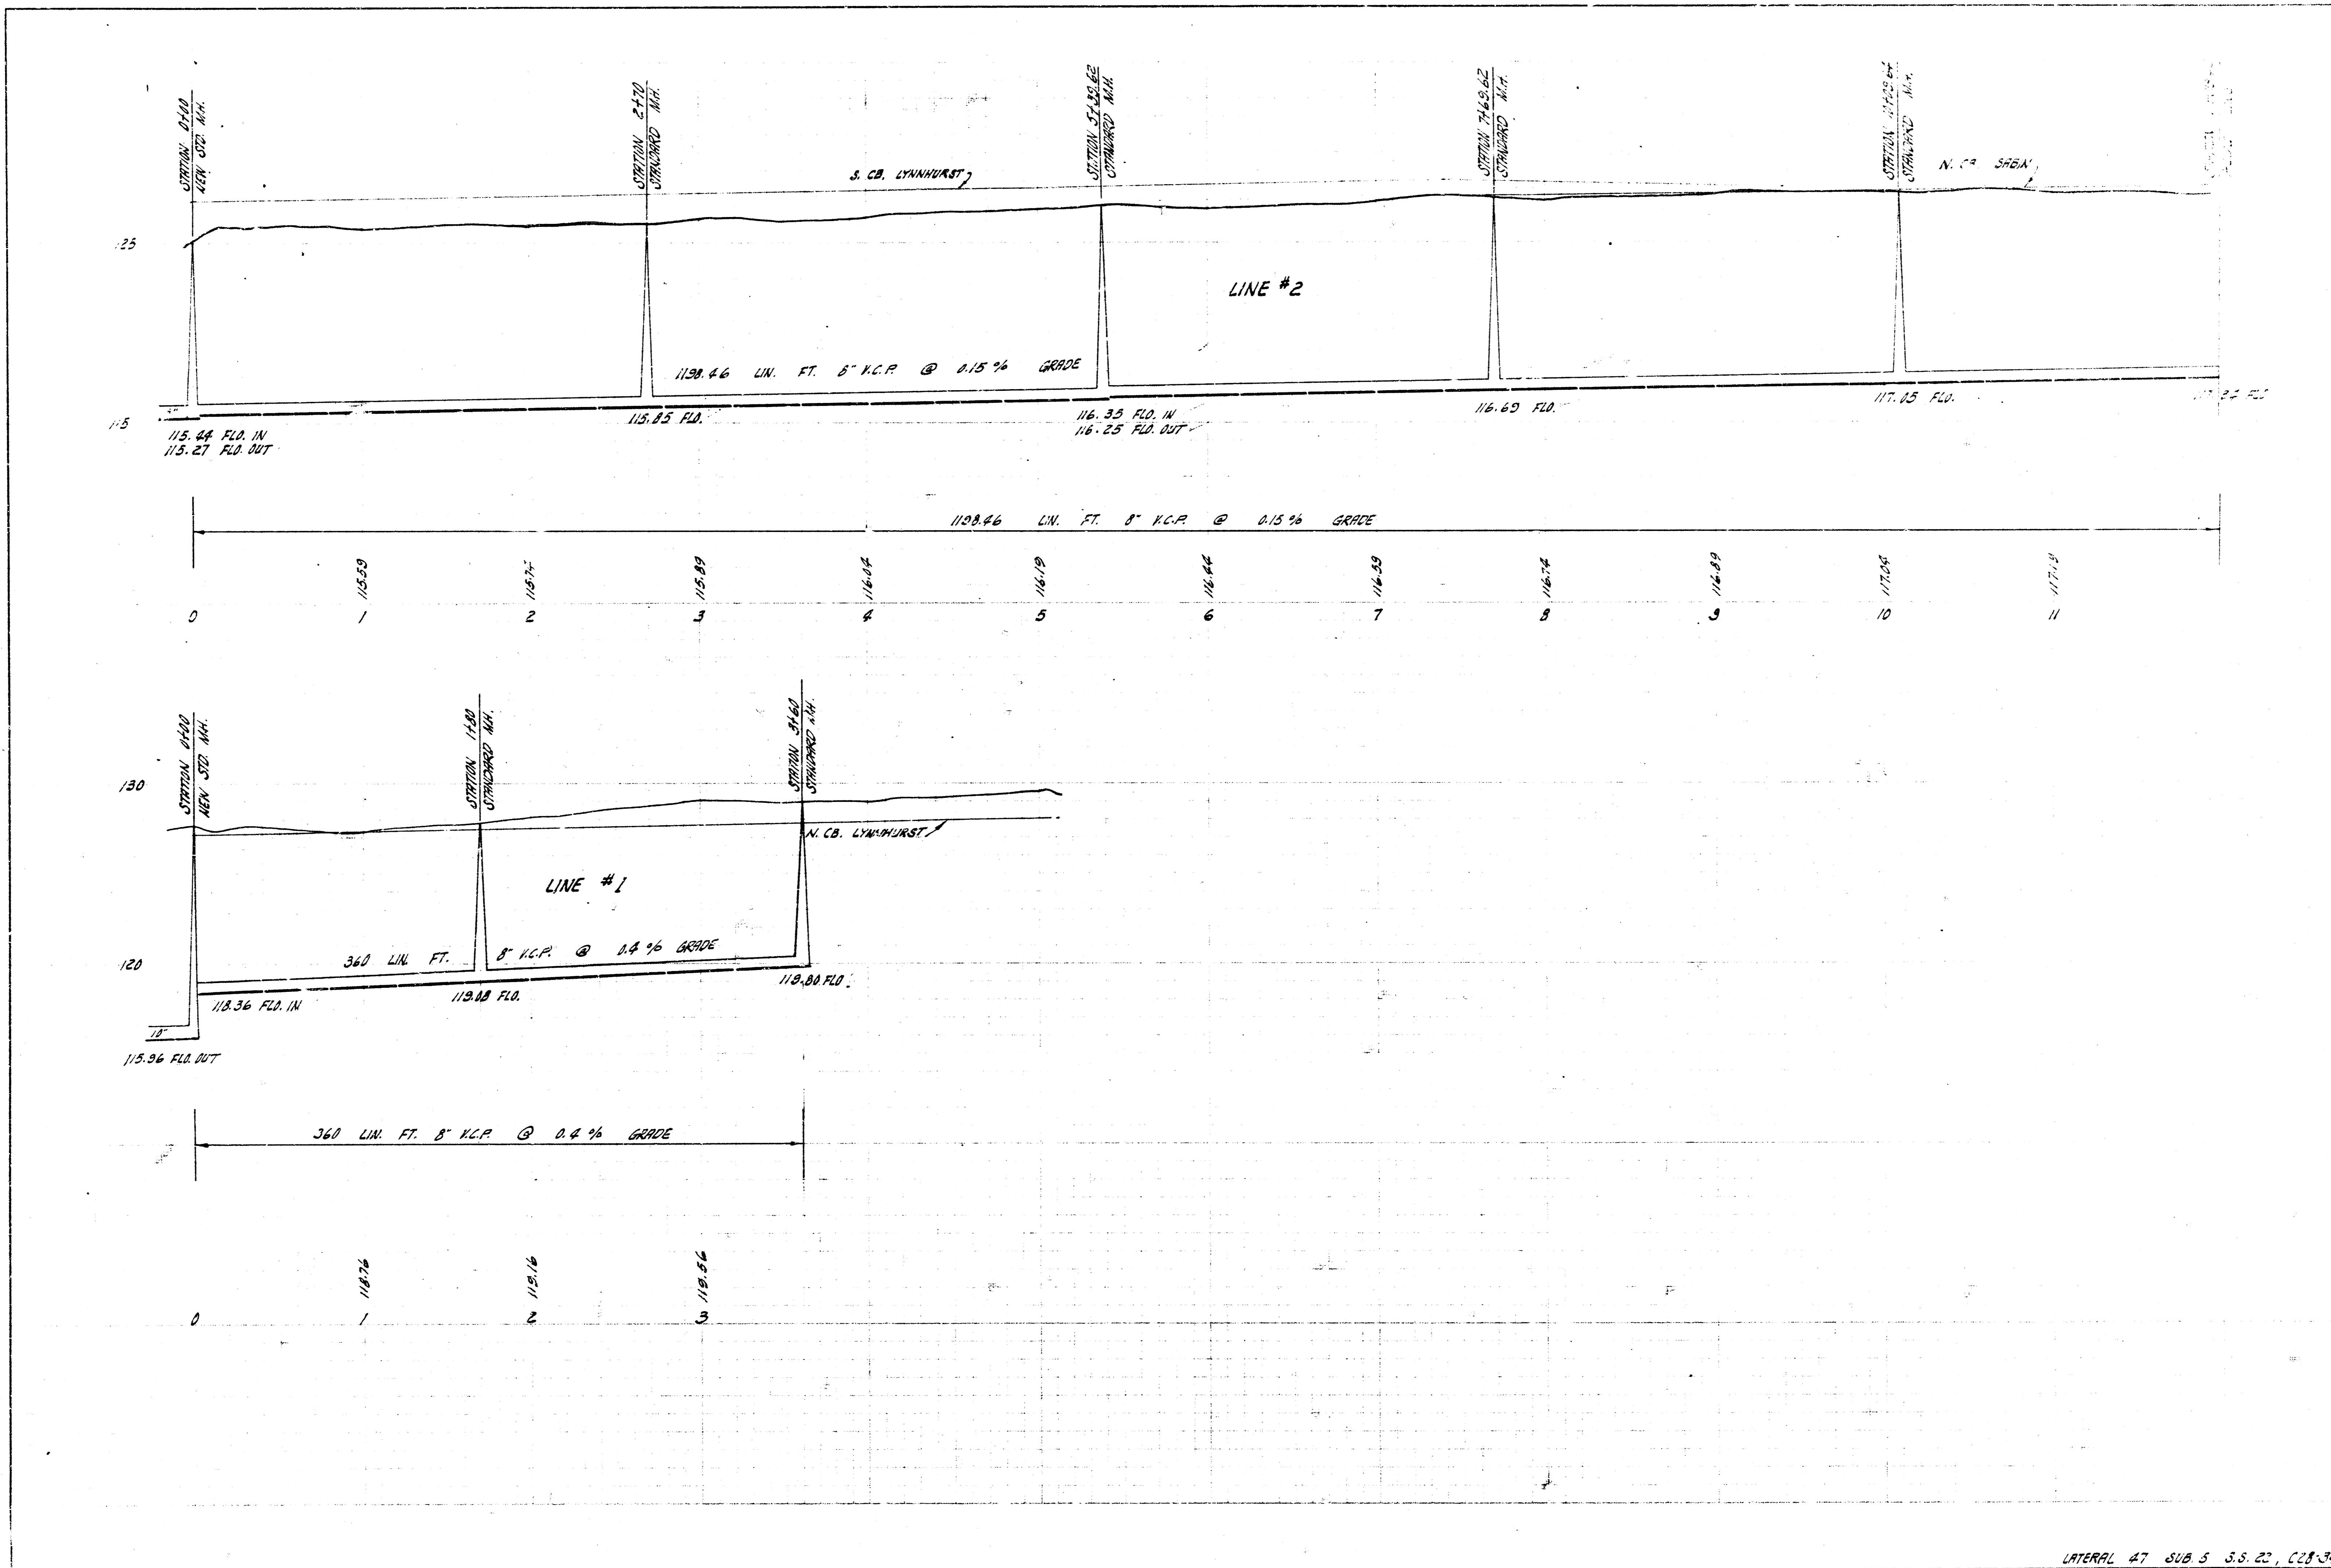 STATION 0+00
NEW STD. M.H.
STATION 2+70
STANDARD M.H.
STATION 5+39.62
STANDARD M.H.
STATION 7+69.62
STANDARD M.H.
STATION
STANDARD M.H.
S. CB. LYNNHURST
N. CB. SABIN
125
LINE #2
1198.46 LIN. FT. 8" V.C.P. @ 0.15 % GRADE
115
115.44 FLO. IN
115.27 FLO. OUT
115.85 FLO.
116.35 FLO. IN
116.25 FLO. OUT
116.69 FLO.
117.05 FLO.
117.24 FLO
1198.46 LIN. FT. 8" V.C.P. @ 0.15 % GRADE
115.59 115.74 115.89 116.04 116.19 116.44 116.59 116.74 116.89 117.04 117.19
0 1 2 3 4 5 6 7 8 9 10 11
STATION 0+00
NEW STD. M.H.
STATION 1+80
STANDARD M.H.
STATION 3+60
STANDARD M.H.
130
N. CB. LYNNHURST
LINE #1
120
360 LIN. FT. 8" V.C.P. @ 0.4 % GRADE
118.36 FLO. IN
119.08 FLO.
119.80 FLO.
10"
115.96 FLO. OUT
360 LIN. FT. 8" V.C.P. @ 0.4 % GRADE
118.76 119.16 119.56
0 1 2 3
LATERAL 47 SUB. 5 S.S. 22,